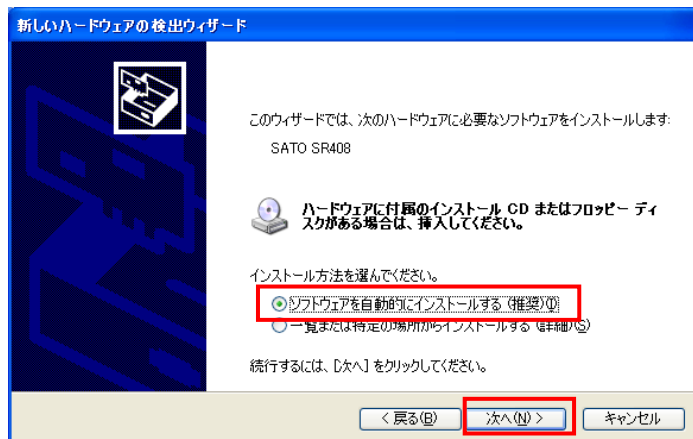 新しいハードウェアの検出ウィザード
このウィザードでは、次のハードウェアに必要なソフトウェアをインストールします:
SATO SR408
ハードウェアに付属のインストール CD またはフロッピー ディ
スクがある場合は、挿入してください。
インストール方法を選んでください。
ソフトウェアを自動的にインストールする (推奨)(I)
一覧または特定の場所からインストールする (詳細)(S)
続行するには、[次へ] をクリックしてください。
< 戻る(B) 次へ(N) > キャンセル